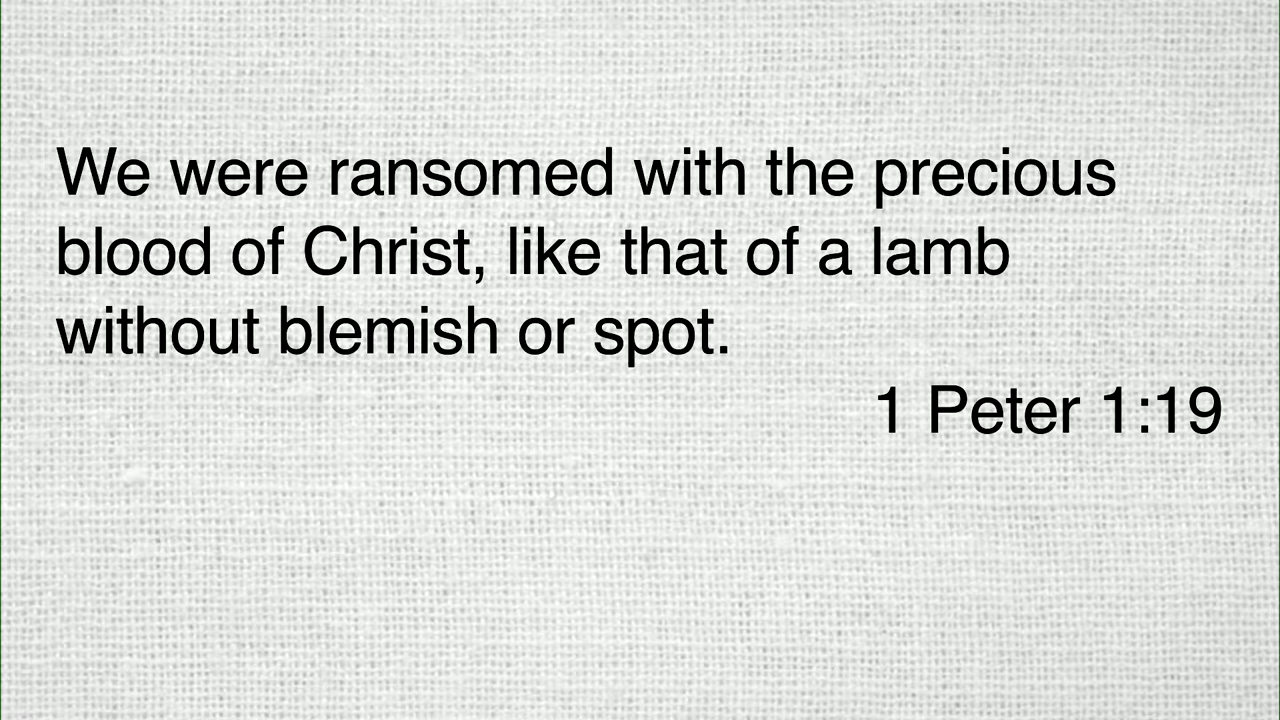 We were ransomed with the precious
blood of Christ, like that of a lamb
without blemish or spot.
1 Peter 1:19